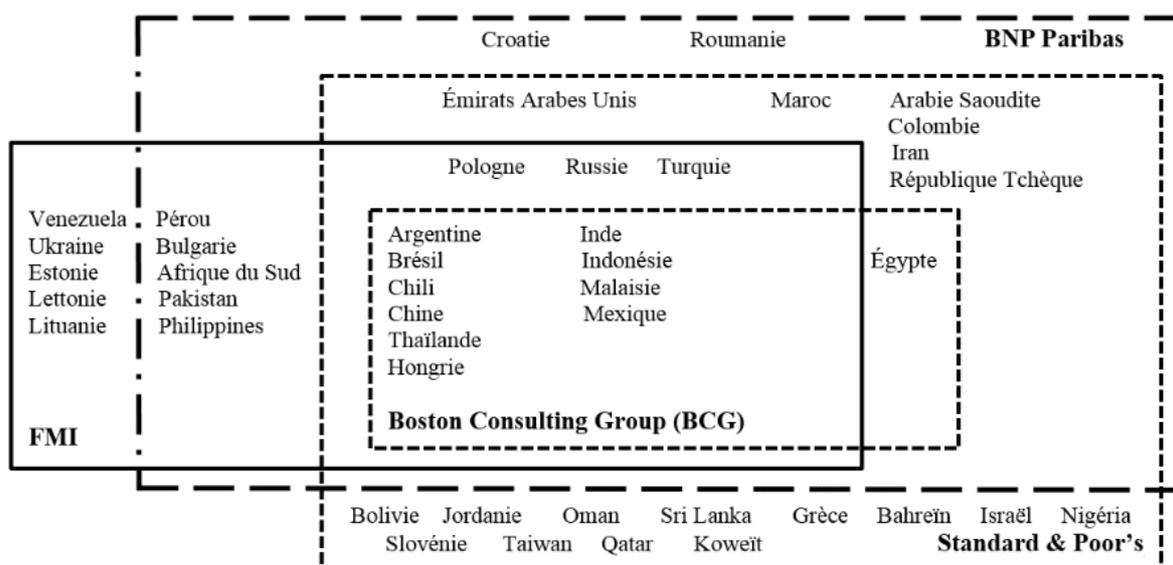 Croatie Roumanie BNP Paribas
Émirats Arabes Unis Maroc Arabie Saoudite
Colombie
Iran
Pologne Russie Turquie
République Tchèque
Venezuela Pérou
Ukraine Bulgarie
Estonie Afrique du Sud
Lettonie Pakistan
Lituanie Philippines
FMI
Argentine Inde
Brésil Indonésie
Chili Malaisie
Chine Mexique
Thaïlande
Hongrie
Boston Consulting Group (BCG)
Égypte
Bolivie Jordanie Oman Sri Lanka Grèce Bahreïn Israël Nigéria
Slovénie Taiwan Qatar Koweït Standard & Poor's